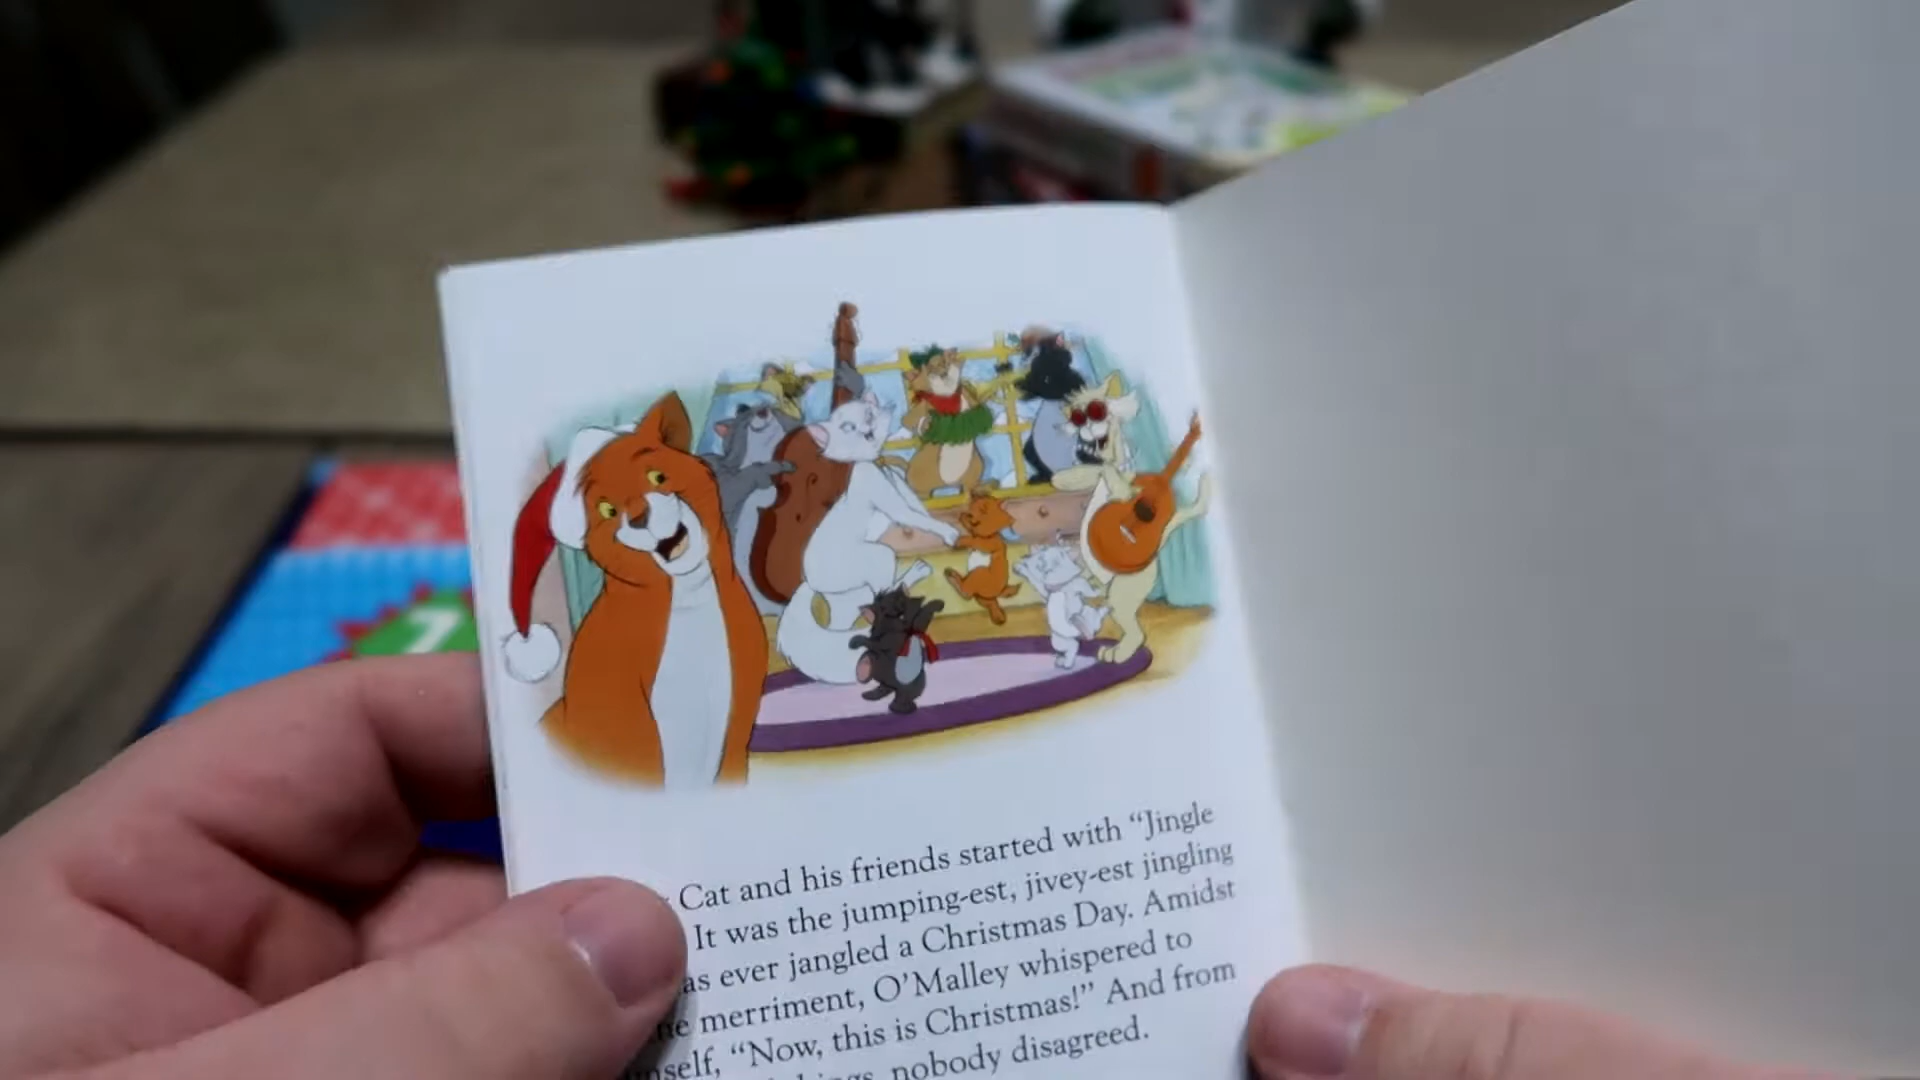 7
Cat and his friends started with “Jingle
It was the jumping-est, jivey-est jingling
as ever jangled a Christmas Day. Amidst
merriment, O’Malley whispered to
“Now, this is Christmas!” And from
nobody disagreed.